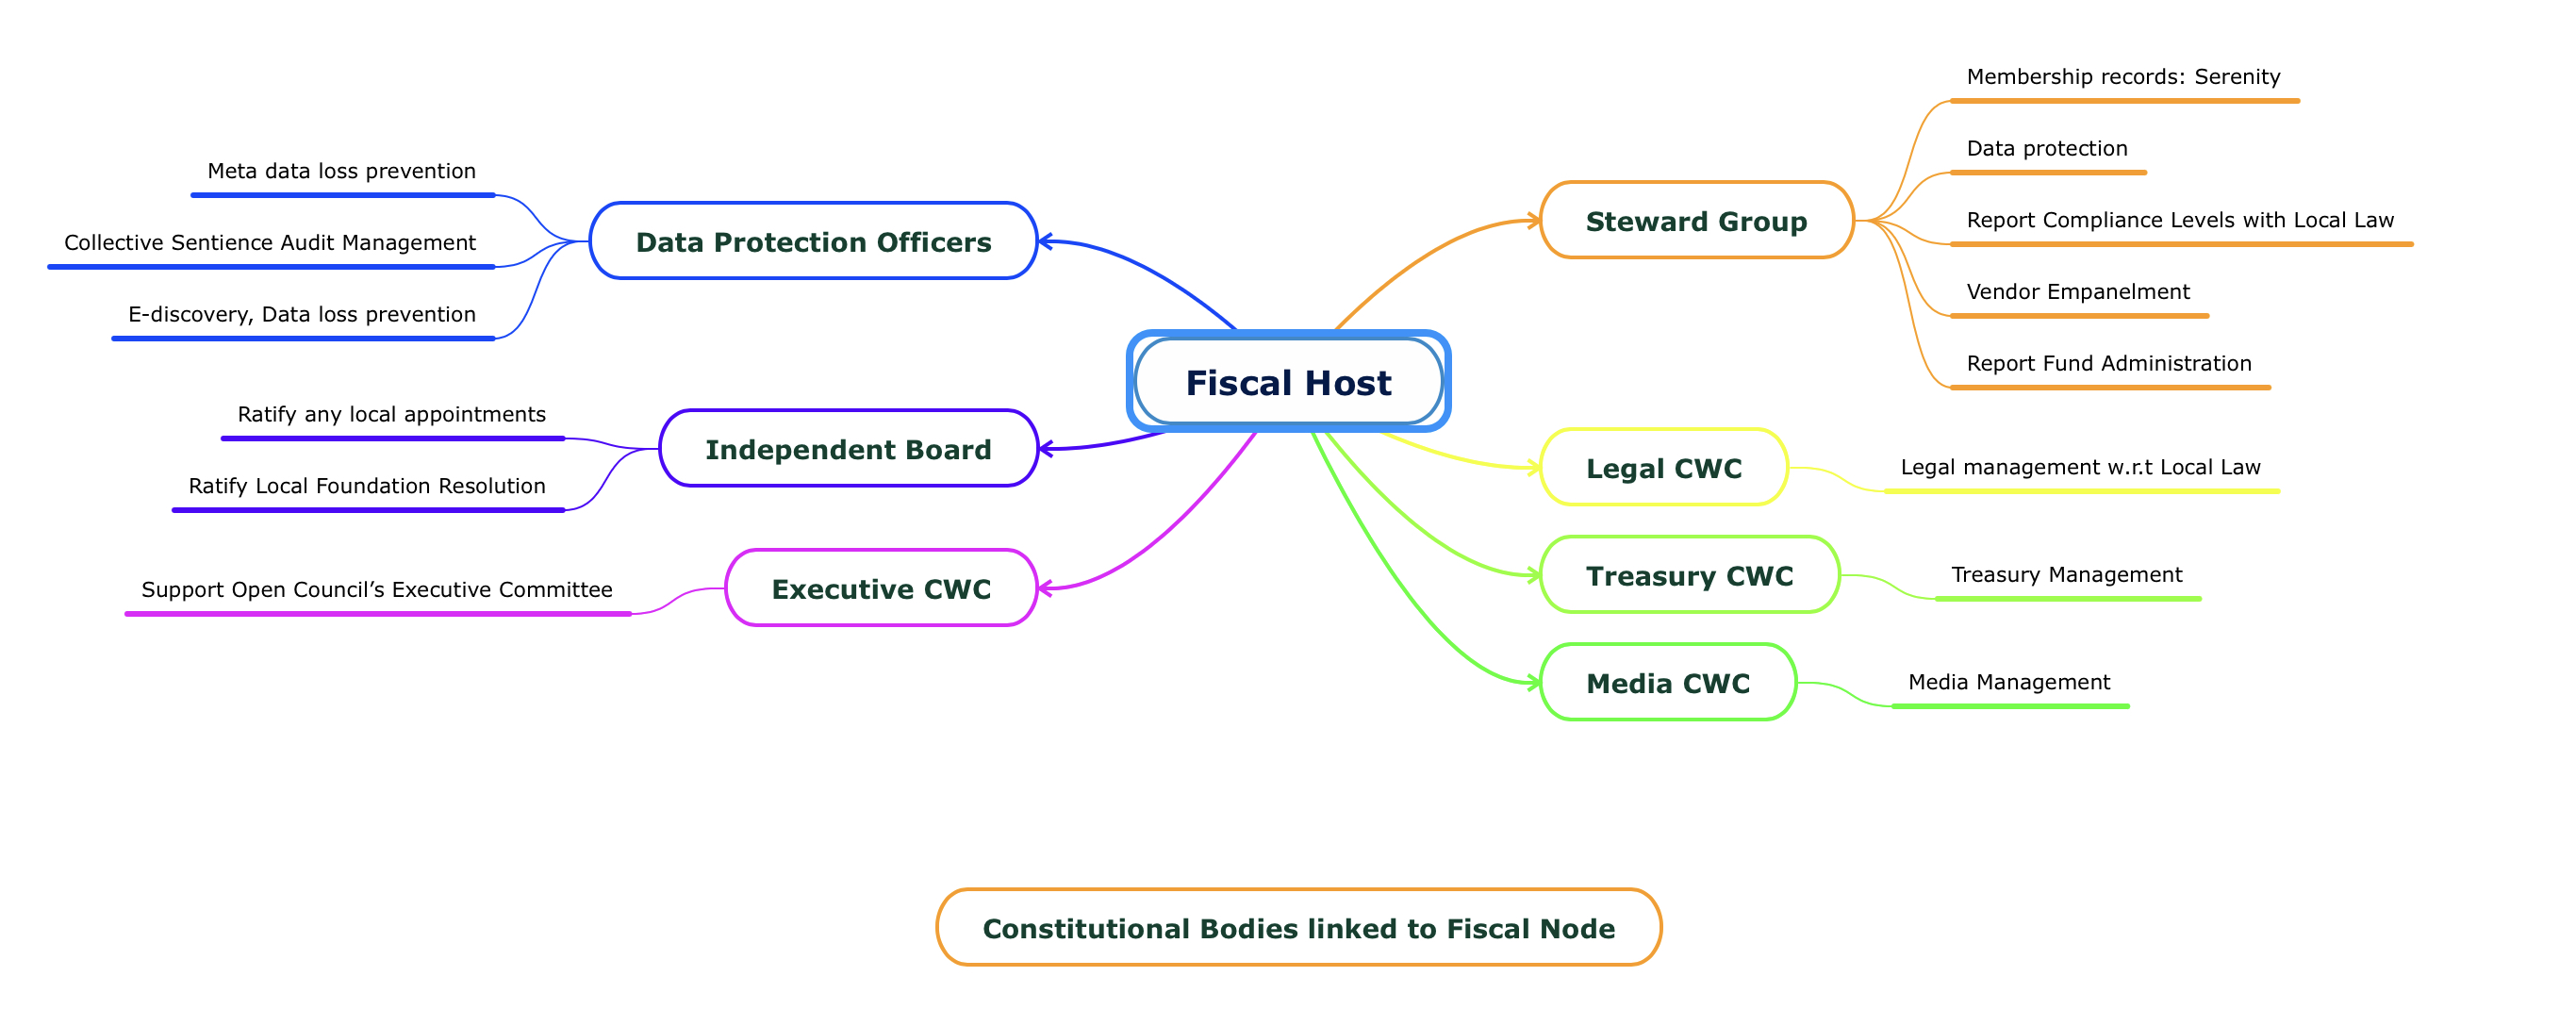 Fiscal Host
Steward Group
Membership records: Serenity
Data protection
Report Compliance Levels with Local Law
Vendor Empanelment
Report Fund Administration
Legal CWC
Legal management w.r.t Local Law
Treasury CWC
Treasury Management
Media CWC
Media Management
Data Protection Officers
Meta data loss prevention
Collective Sentience Audit Management
E-discovery, Data loss prevention
Independent Board
Ratify any local appointments
Ratify Local Foundation Resolution
Executive CWC
Support Open Council’s Executive Committee
Constitutional Bodies linked to Fiscal Node